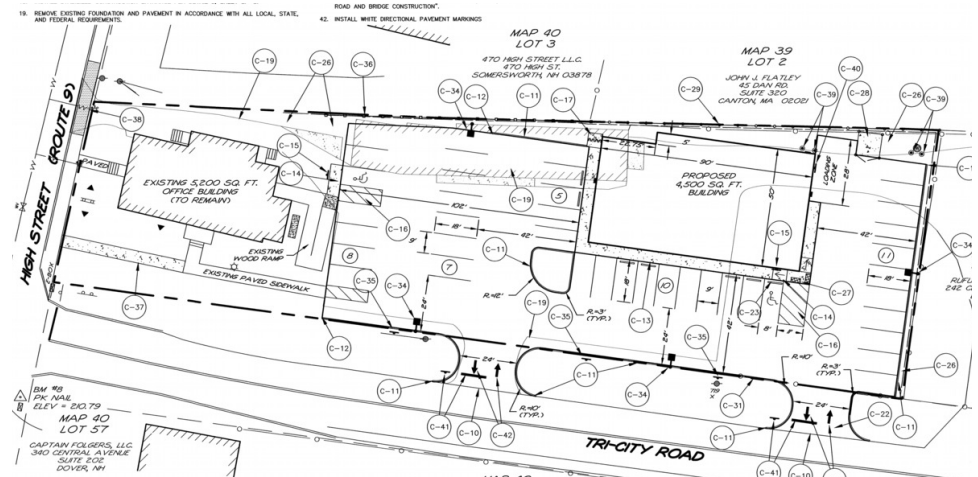 19. REMOVE EXISTING FOUNDATION AND PAVEMENT IN ACCORDANCE WITH ALL LOCAL, STATE,
AND FEDERAL REQUIREMENTS.
ROAD AND BRIDGE CONSTRUCTION".
42. INSTALL WHITE DIRECTIONAL PAVEMENT MARKINGS
MAP 40
LOT 3
470 HIGH STREET L.L.C.
470 HIGH ST.
SOMERSWORTH, NH 03878
MAP 39
LOT 2
JOHN J. FLATLEY
45 DAN RD.
SUITE 320
CANTON, MA 02021
C-19
C-26
C-36
C-34
C-12
C-11
C-17
C-29
C-39
C-40
C-28
C-26
C-39
C-38
HIGH STREET (ROUTE 9)
PAVED
EXISTING 5,200 SQ. FT.
OFFICE BUILDING
(TO REMAIN)
C-15
C-14
C-16
C-19
5
22.75'
5'
90'
PROPOSED
4,500 SQ. FT.
BUILDING
50'
LOADING
ZONE
28'
102'
18'
42'
9'
8
7
24'
EXISTING
WOOD RAMP
EXISTING PAVED SIDEWALK
C-37
C-35
C-34
C-12
C-11
R.=12'
C-19
C-35
R.=3'
(TYP.)
18'
C-13
10
9'
24'
42'
C-15
C-23
8'
C-27
C-14
C-16
42'
11
18'
C-34
C-26
C-11
24'
C-11
C-41
C-10
C-42
R.=10'
(TYP.)
C-11
C-34
C-35
C-31
R.=10'
R.=3'
(TYP.)
24'
C-22
C-11
C-41
C-10
TRI-CITY ROAD
BM #8
PK NAIL
ELEV = 210.79
MAP 40
LOT 57
CAPTAIN FOLGERS, LLC.
340 CENTRAL AVENUE
SUITE 202
DOVER, NH